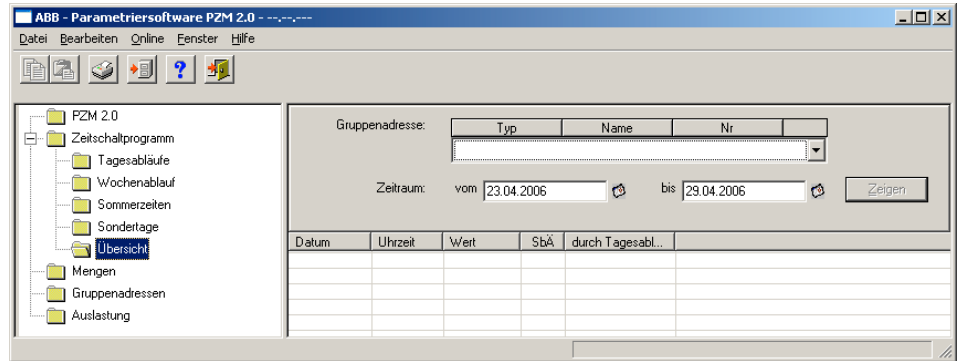 ABB - Parametriersoftware PZM 2.0 - --,--,---
Datei Bearbeiten Online Fenster Hilfe
PZM 2.0
Zeitschaltprogramm
Tagesabläufe
Wochenablauf
Sommerzeiten
Sondertage
Übersicht
Mengen
Gruppenadressen
Auslastung
Gruppenadresse: Typ Name Nr
Zeitraum: vom 23.04.2006 bis 29.04.2006 Zeigen
Datum Uhrzeit Wert SbÄ durch Tagesabl...